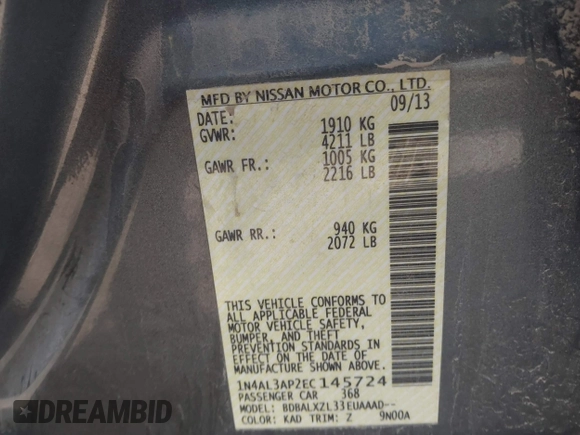 MFD BY NISSAN MOTOR CO., LTD.
DATE: 09/13
GVWR: 1910 KG
4211 LB
GAWR FR.: 1005 KG
2216 LB
GAWR RR.: 940 KG
2072 LB
THIS VEHICLE CONFORMS TO
ALL APPLICABLE FEDERAL
MOTOR VEHICLE SAFETY,
BUMPER, AND THEFT
PREVENTION STANDARDS IN
EFFECT ON THE DATE OF
MANUFACTURE SHOWN ABOVE.
1N4AL3AP2EC145724
PASSENGER CAR 368
MODEL: BDBALXZL33EUAAAD--
COLOR: KAD TRIM: Z 9N00A
DREAMBID